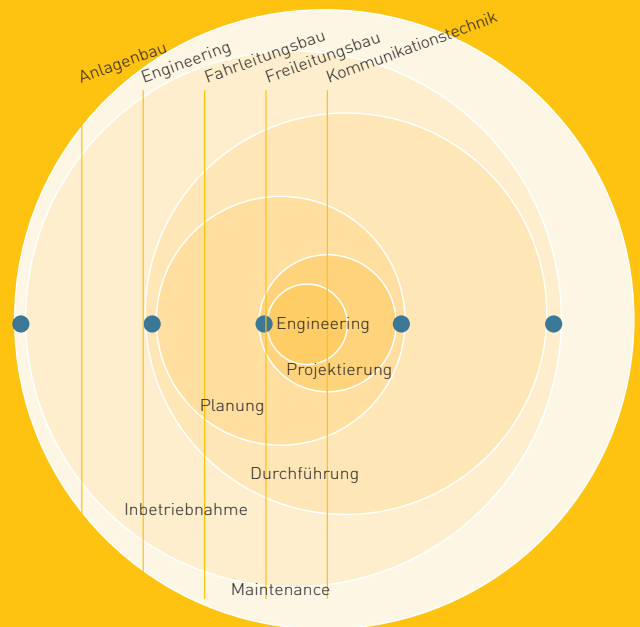 Anlagenbau
Engineering
Fahrleitungsbau
Freileitungsbau
Kommunikationstechnik
Engineering
Projektierung
Planung
Durchführung
Inbetriebnahme
Maintenance